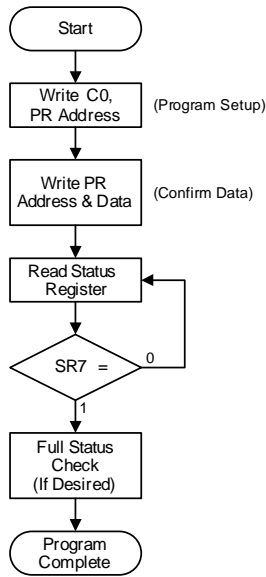 Start
Write C0,
PR Address
(Program Setup)
Write PR
Address & Data
(Confirm Data)
Read Status
Register
SR7 =
0
1
Full Status
Check
(If Desired)
Program
Complete